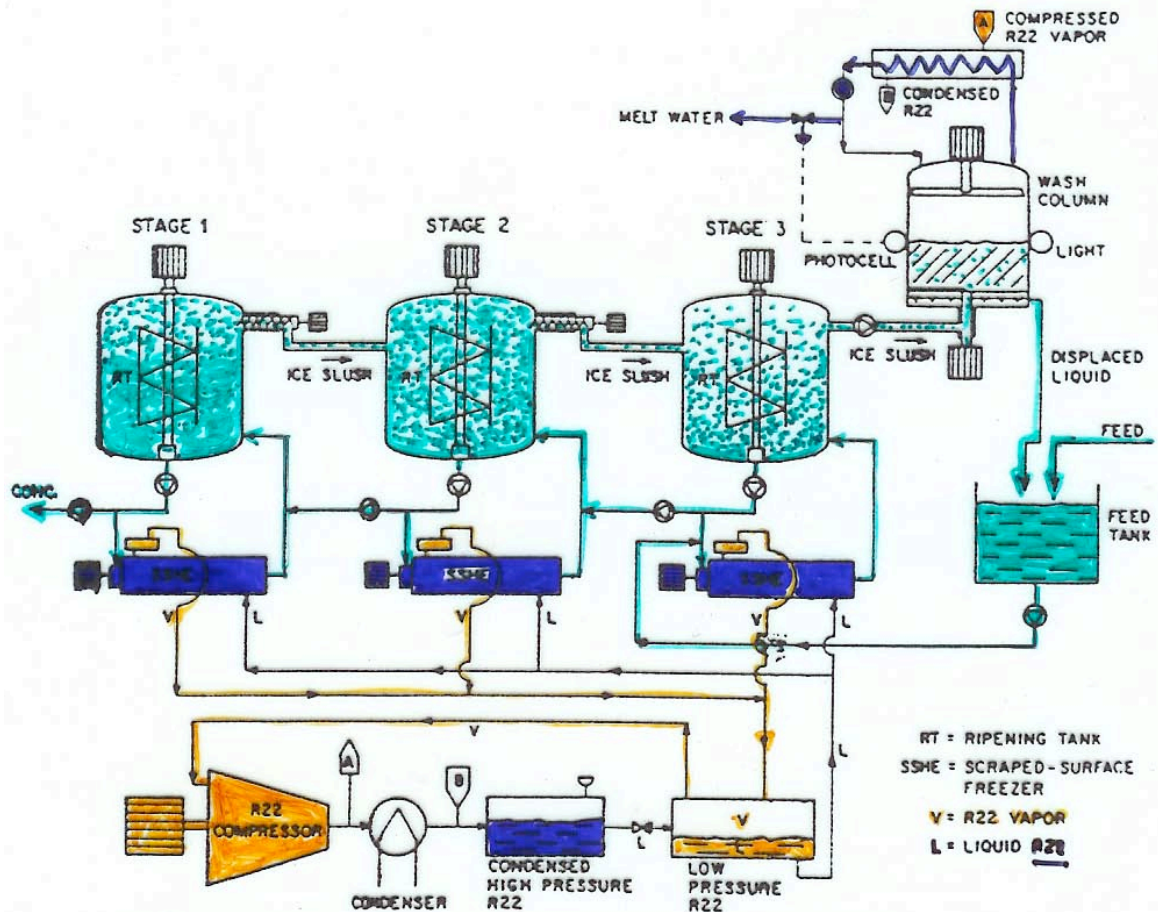 A
COMPRESSED
R22 VAPOR
B
CONDENSED
R22
MELT WATER
WASH
COLUMN
STAGE 1
STAGE 2
STAGE 3
PHOTOCELL
LIGHT
RT
ICE SLUSH
RT
ICE SLUSH
RT
ICE SLUSH
DISPLACED
LIQUID
FEED
CONC.
FEED
TANK
SSHE
SSHE
SSHE
V
L
V
L
V
L
V
L
A
B
R22
COMPRESSOR
V
L
L
CONDENSER
CONDENSED
HIGH PRESSURE
R22
LOW
PRESSURE
R22
RT = RIPENING TANK
SSHE = SCRAPED-SURFACE
FREEZER
V = R22 VAPOR
L = LIQUID R22